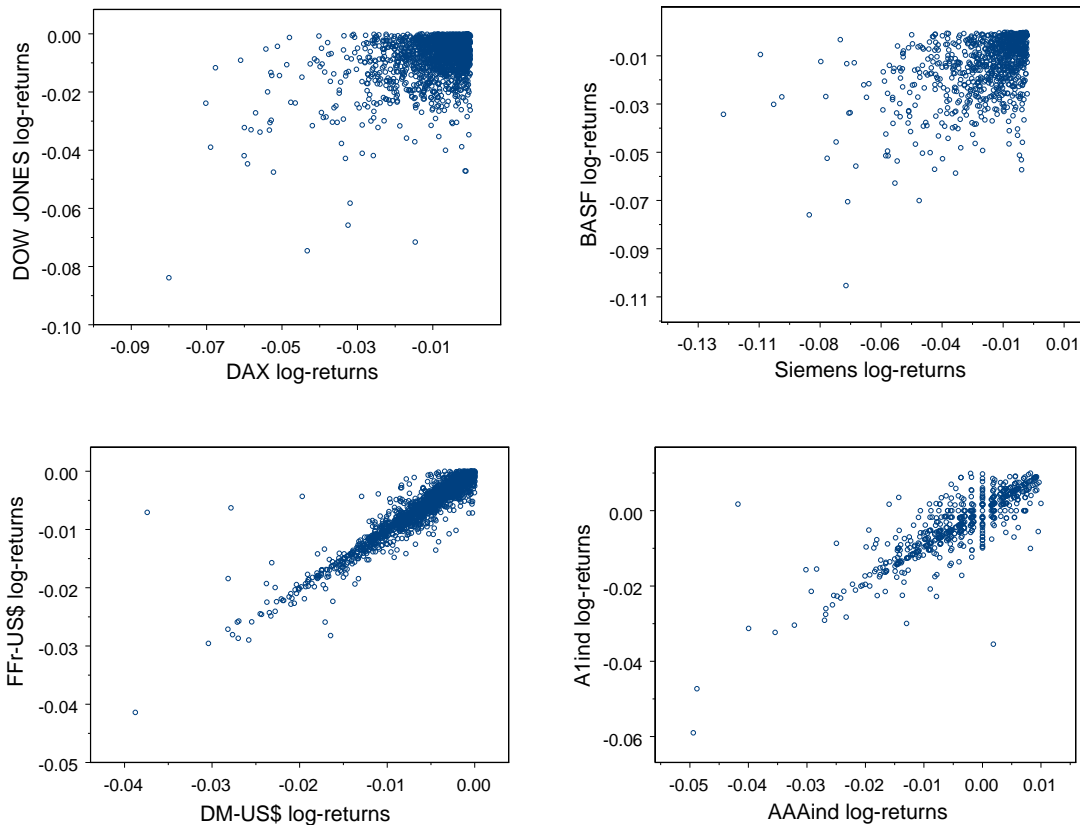 DOW JONES log-returns
0.00
-0.02
-0.04
-0.06
-0.08
-0.10
-0.09 -0.07 -0.05 -0.03 -0.01
DAX log-returns
BASF log-returns
-0.01
-0.03
-0.05
-0.07
-0.09
-0.11
-0.13 -0.11 -0.08 -0.06 -0.04 -0.01 0.01
Siemens log-returns
FFr-US$ log-returns
0.00
-0.01
-0.02
-0.03
-0.04
-0.05
-0.04 -0.03 -0.02 -0.01 0.00
DM-US$ log-returns
A1ind log-returns
0.00
-0.02
-0.04
-0.06
-0.05 -0.04 -0.03 -0.02 -0.01 0.00 0.01
AAAind log-returns